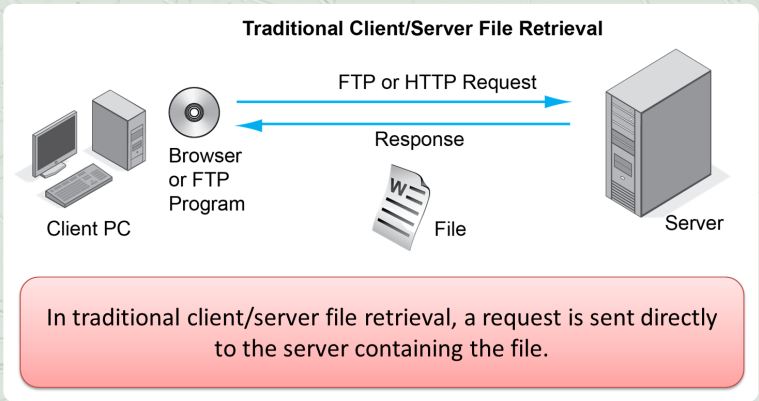 Traditional Client/Server File Retrieval
FTP or HTTP Request
Response
Browser
or FTP
Program
Client PC
W
File
Server
In traditional client/server file retrieval, a request is sent directly
to the server containing the file.